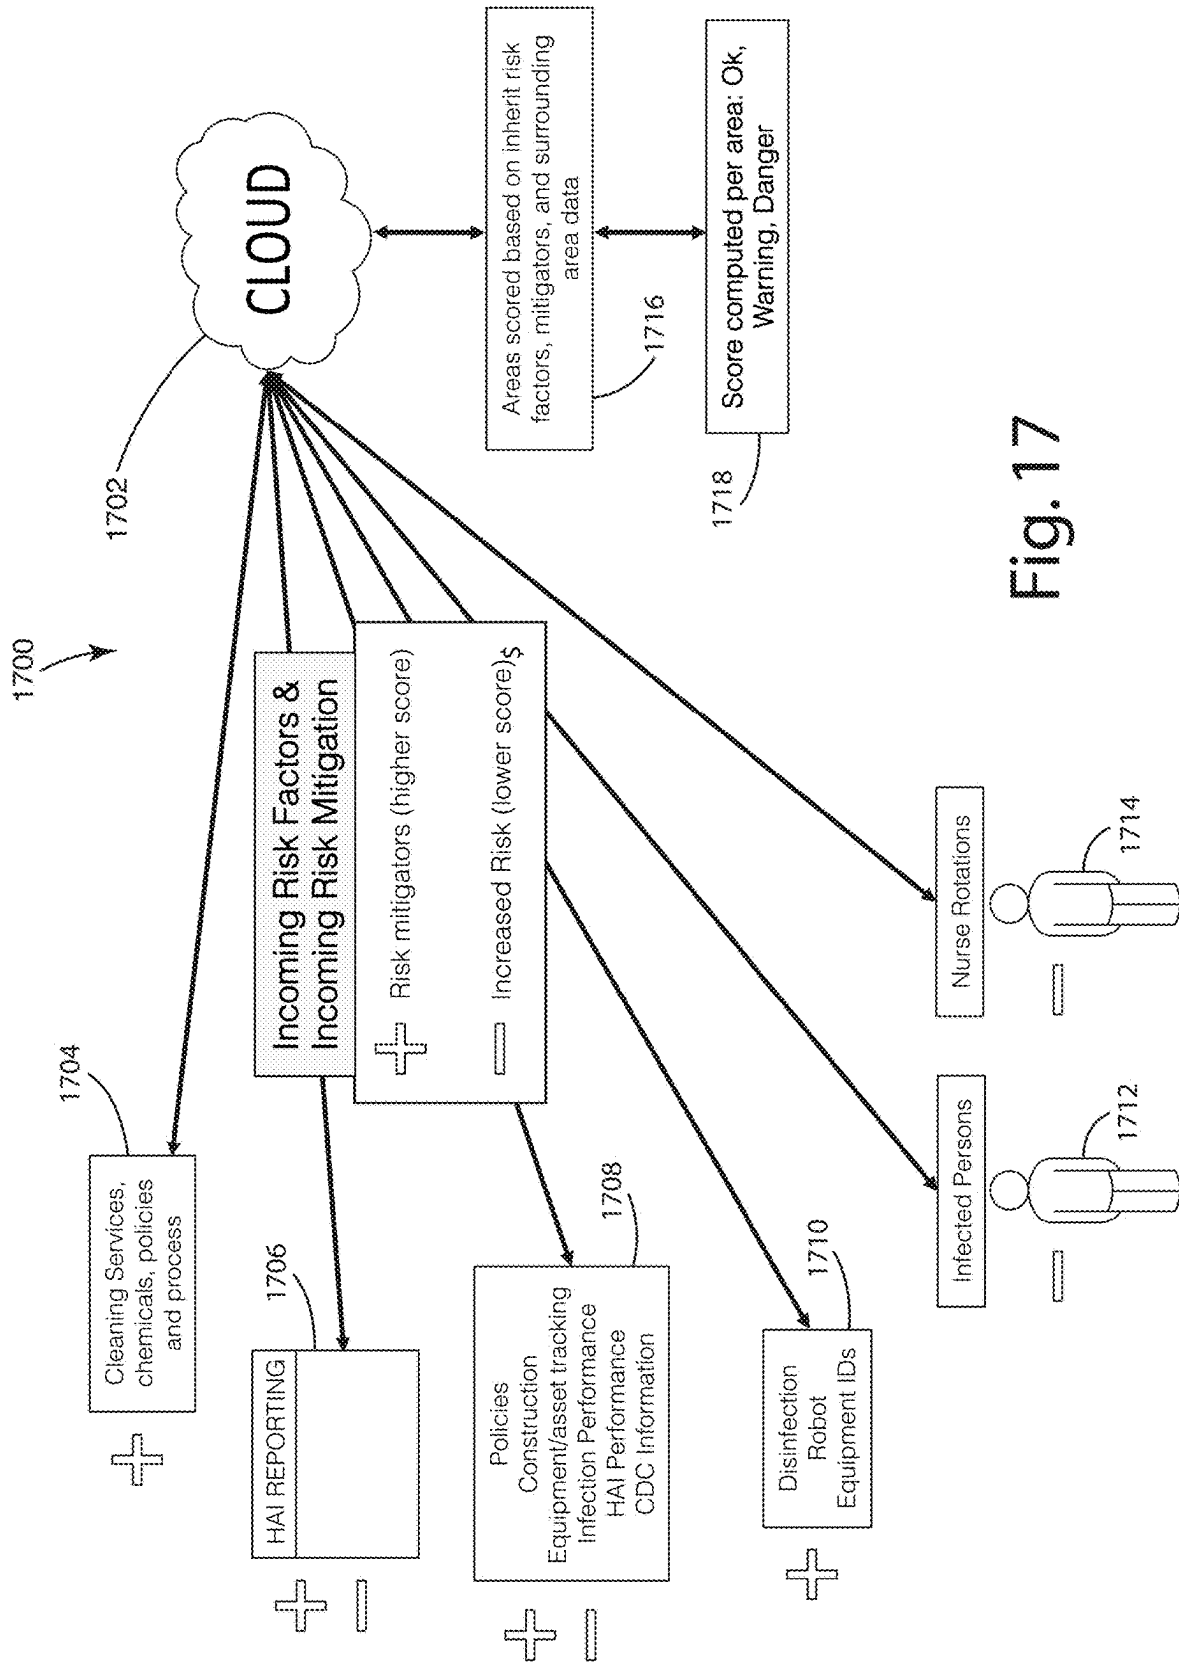 1700
1702
CLOUD
1704
Cleaning Services,
chemicals, policies
and process
+
Incoming Risk Factors &
Incoming Risk Mitigation
+ Risk mitigators (higher score)
– Increased Risk (lower score)$
1706
HAI REPORTING
+
–
1708
Policies
Construction
Equipment/asset tracking
Infection Performance
HAI Performance
CDC Information
+
–
1710
Disinfection
Robot
Equipment IDs
+
Infected Persons
1712
–
Nurse Rotations
1714
–
Areas scored based on inherit risk
factors, mitigators, and surrounding
area data
1716
Score computed per area: Ok,
Warning, Danger
1718
Fig. 17